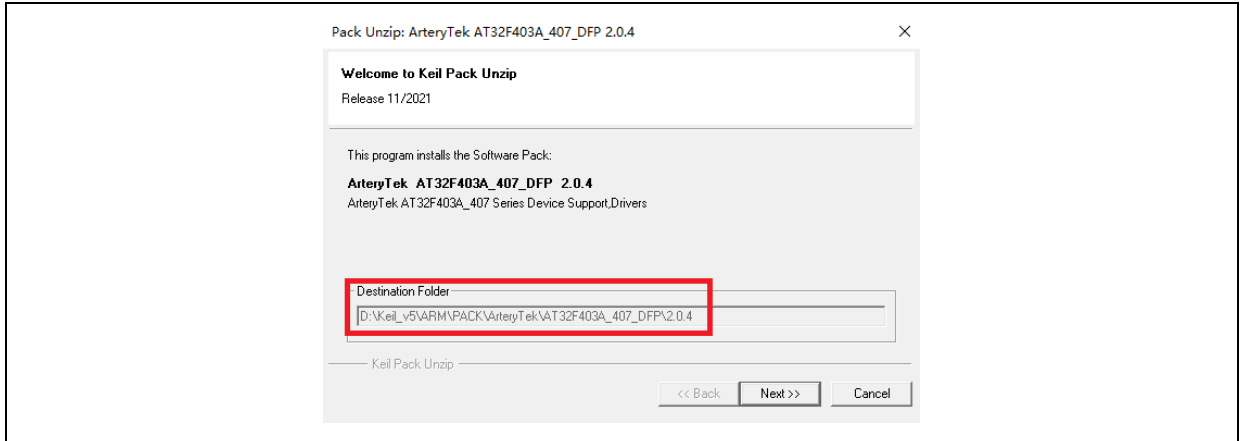 Pack Unzip: ArteryTek AT32F403A_407_DFP 2.0.4
Welcome to Keil Pack Unzip
Release 11/2021
This program installs the Software Pack:
ArteryTek AT32F403A_407_DFP 2.0.4
ArteryTek AT32F403A_407 Series Device Support,Drivers
Destination Folder
D:\Keil_v5\ARM\PACK\ArteryTek\AT32F403A_407_DFP\2.0.4
Keil Pack Unzip
<< Back Next >> Cancel